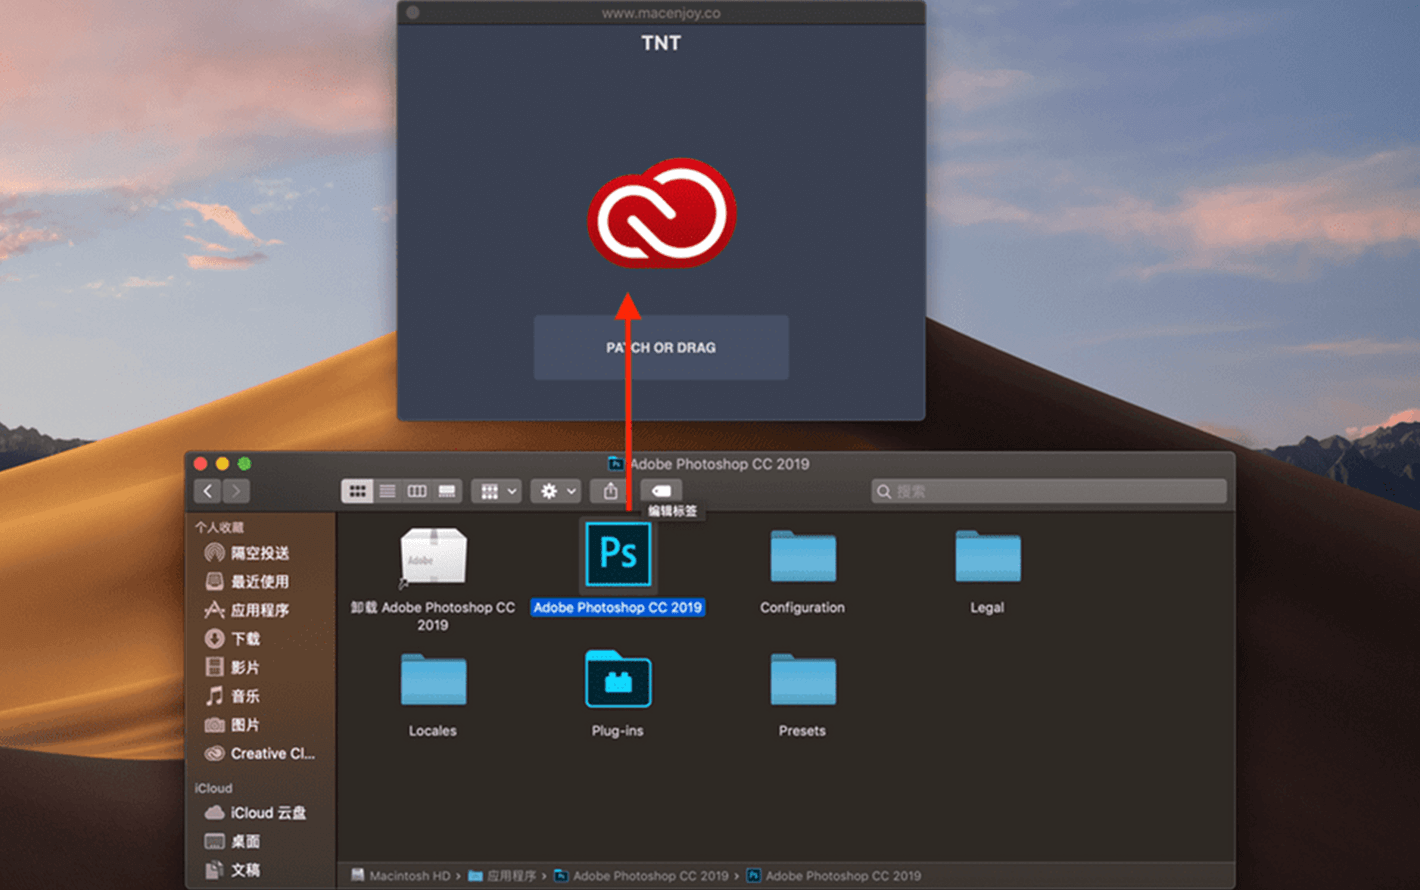 www.macenjoy.co
TNT
PATCH OR DRAG
Adobe Photoshop CC 2019
搜索
编辑标签
个人收藏
隔空投送
最近使用
应用程序
下载
影片
音乐
图片
Creative Cl...
iCloud
iCloud 云盘
桌面
文稿
Adobe
Ps
卸载 Adobe Photoshop CC
2019
Adobe Photoshop CC 2019
Configuration
Legal
Locales
Plug-ins
Presets
Macintosh HD › 应用程序 › Adobe Photoshop CC 2019 › Adobe Photoshop CC 2019